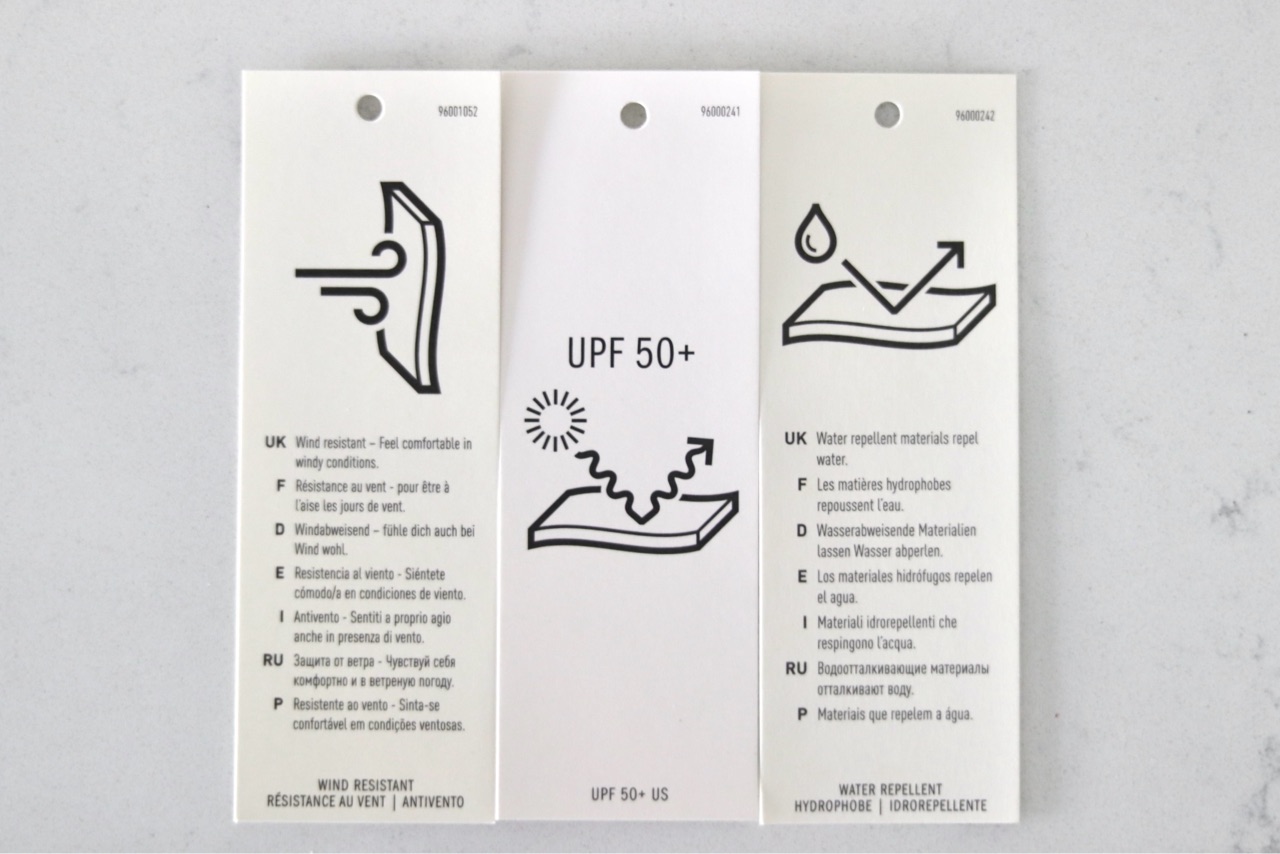 96001052
UK Wind resistant – Feel comfortable in
windy conditions.
F Résistance au vent - pour être à
l'aise les jours de vent.
D Windabweisend – fühle dich auch bei
Wind wohl.
E Resistencia al viento - Siéntete
cómodo/a en condiciones de viento.
I Antivento - Sentiti a proprio agio
anche in presenza di vento.
RU Защита от ветра - Чувствуй себя
комфортно и в ветреную погоду.
P Resistente ao vento - Sinta-se
confortável em condições ventosas.
WIND RESISTANT
RÉSISTANCE AU VENT | ANTIVENTO
96000241
UPF 50+
UPF 50+ US
96000242
UK Water repellent materials repel
water.
F Les matières hydrophobes
repoussent l'eau.
D Wasserabweisende Materialien
lassen Wasser abperlen.
E Los materiales hidrófugos repelen
el agua.
I Materiali idrorepellenti che
respingono l'acqua.
RU Водоотталкивающие материалы
отталкивают воду.
P Materiais que repelem a água.
WATER REPELLENT
HYDROPHOBE | IDROREPELLENTE